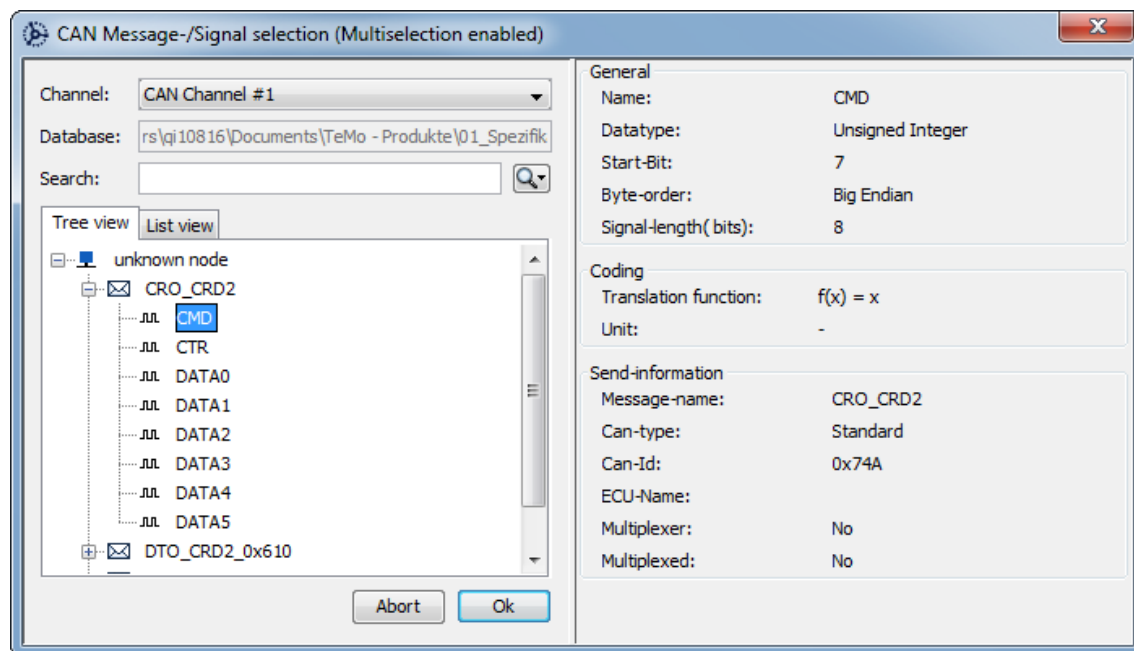 CAN Message-/Signal selection (Multiselection enabled)
Channel: CAN Channel #1
Database: rs\qi10816\Documents\TeMo - Produkte\01_Spezifik
Search:
Tree view List view
unknown node
CRO_CRD2
CMD
CTR
DATA0
DATA1
DATA2
DATA3
DATA4
DATA5
DTO_CRD2_0x610
Abort Ok
General
Name: CMD
Datatype: Unsigned Integer
Start-Bit: 7
Byte-order: Big Endian
Signal-length( bits): 8
Coding
Translation function: f(x) = x
Unit: -
Send-information
Message-name: CRO_CRD2
Can-type: Standard
Can-Id: 0x74A
ECU-Name:
Multiplexer: No
Multiplexed: No